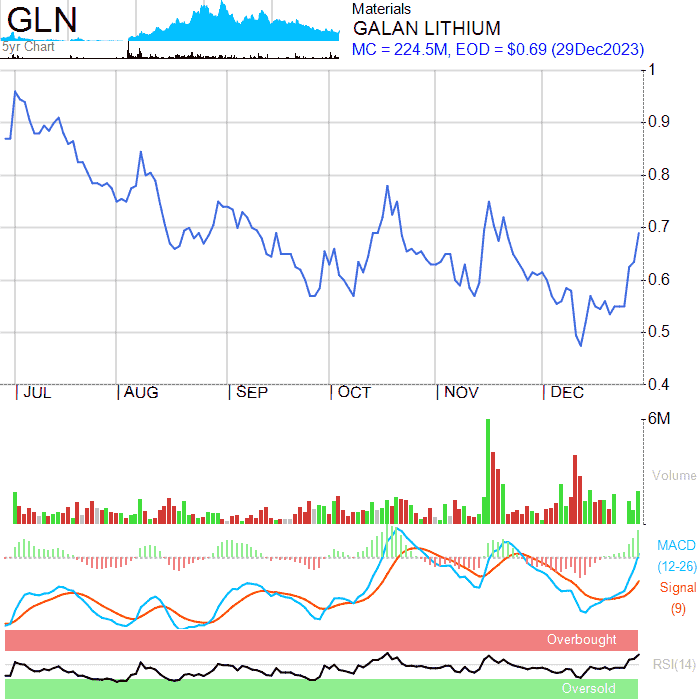 GLN
5yr Chart
Materials
GALAN LITHIUM
MC = 224.5M, EOD = $0.69 (29Dec2023)
1
0.9
0.8
0.7
0.6
0.5
0.4
JUL AUG SEP OCT NOV DEC
6M
Volume
MACD
(12-26)
Signal
(9)
Overbought
RSI(14)
Oversold